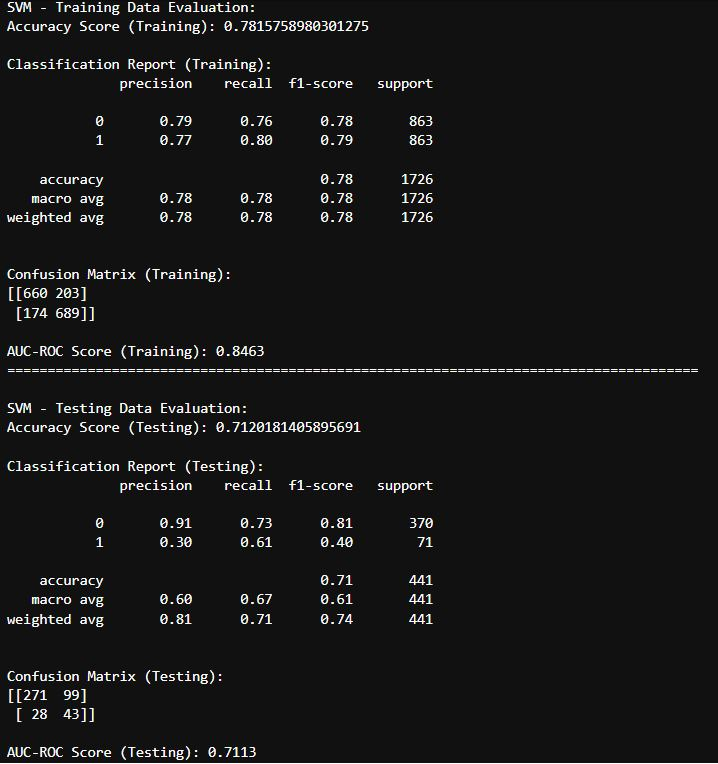 SVM - Training Data Evaluation:
Accuracy Score (Training): 0.7815758980301275
Classification Report (Training):
precision recall f1-score support
0 0.79 0.76 0.78 863
1 0.77 0.80 0.79 863
accuracy 0.78 1726
macro avg 0.78 0.78 0.78 1726
weighted avg 0.78 0.78 0.78 1726
Confusion Matrix (Training):
[[660 203]
[174 689]]
AUC-ROC Score (Training): 0.8463
======================================================================================
SVM - Testing Data Evaluation:
Accuracy Score (Testing): 0.7120181405895691
Classification Report (Testing):
precision recall f1-score support
0 0.91 0.73 0.81 370
1 0.30 0.61 0.40 71
accuracy 0.71 441
macro avg 0.60 0.67 0.61 441
weighted avg 0.81 0.71 0.74 441
Confusion Matrix (Testing):
[[271 99]
[ 28 43]]
AUC-ROC Score (Testing): 0.7113